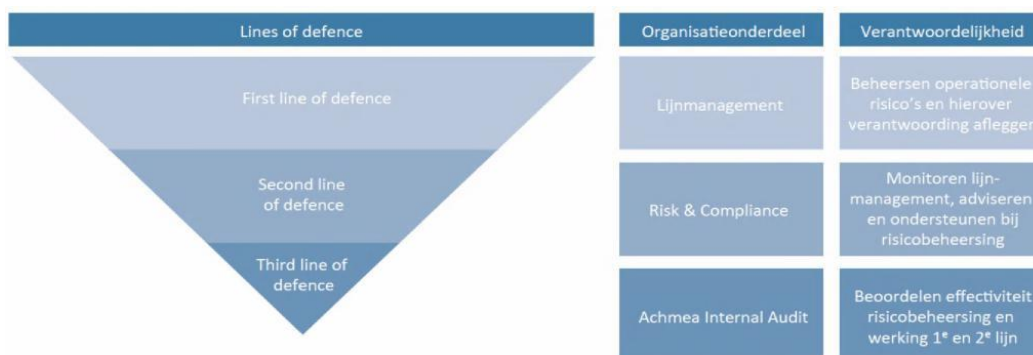 Lines of defence
Organisatieonderdeel
Verantwoordelijkheid
First line of defence
Lijnmanagement
Beheersen operationele
risico's en hierover
verantwoording afleggen
Second line
of defence
Risk & Compliance
Monitoren lijn-
management, adviseren
en ondersteunen bij
risicobeheersing
Third line of
defence
Achmea Internal Audit
Beoordelen effectiviteit
risicobeheersing en
werking 1e en 2e lijn